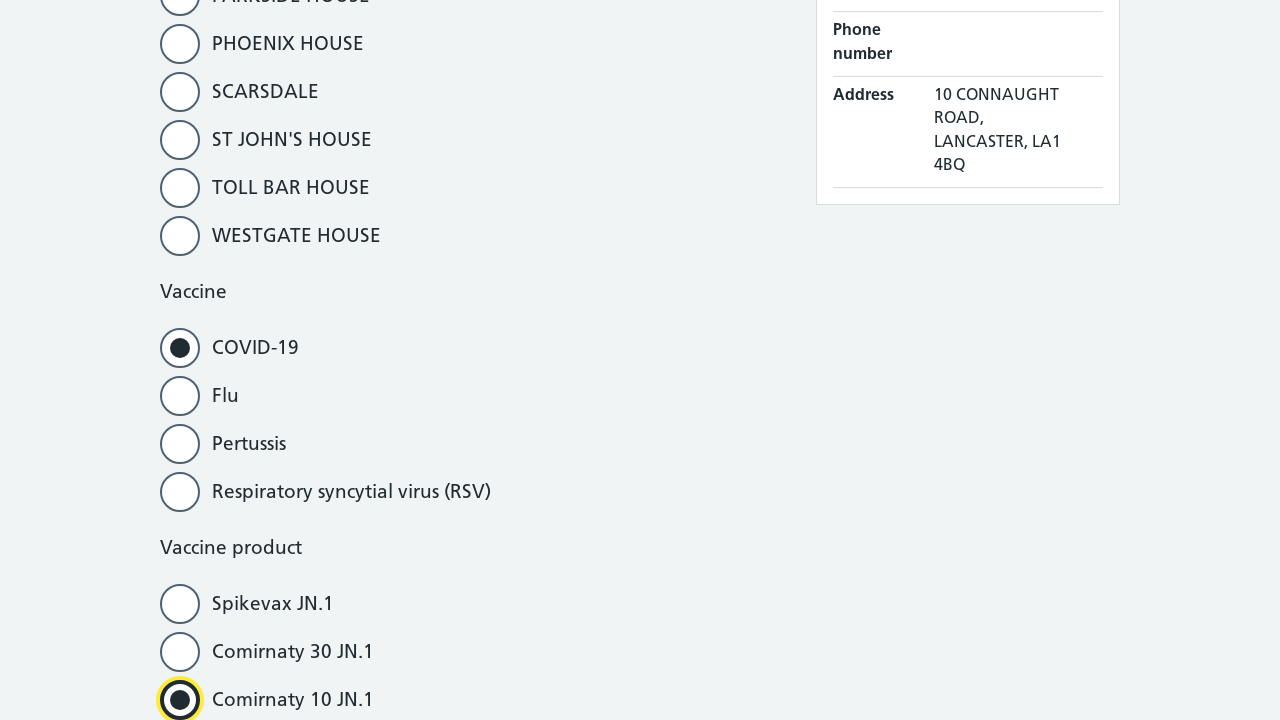 PARKSIDE HOUSE
PHOENIX HOUSE
SCARSDALE
ST JOHN'S HOUSE
TOLL BAR HOUSE
WESTGATE HOUSE
Vaccine
COVID-19
Flu
Pertussis
Respiratory syncytial virus (RSV)
Vaccine product
Spikevax JN.1
Comirnaty 30 JN.1
Comirnaty 10 JN.1
Phone
number
Address
10 CONNAUGHT
ROAD,
LANCASTER, LA1
4BQ